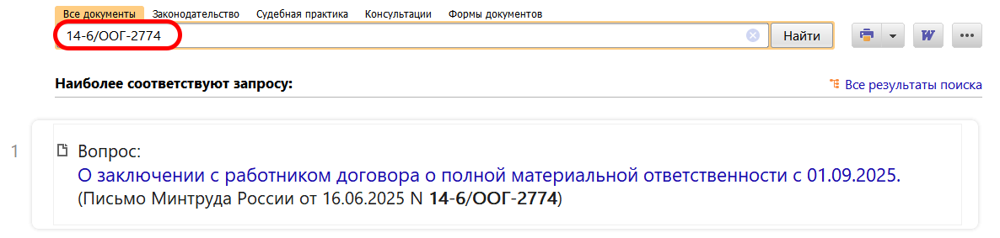 Все документы Законодательство Судебная практика Консультации Формы документов
14-6/ООГ-2774 Найти W
Наиболее соответствуют запросу: Все результаты поиска
1 Вопрос:
О заключении с работником договора о полной материальной ответственности с 01.09.2025.
(Письмо Минтруда России от 16.06.2025 N 14-6/ООГ-2774)